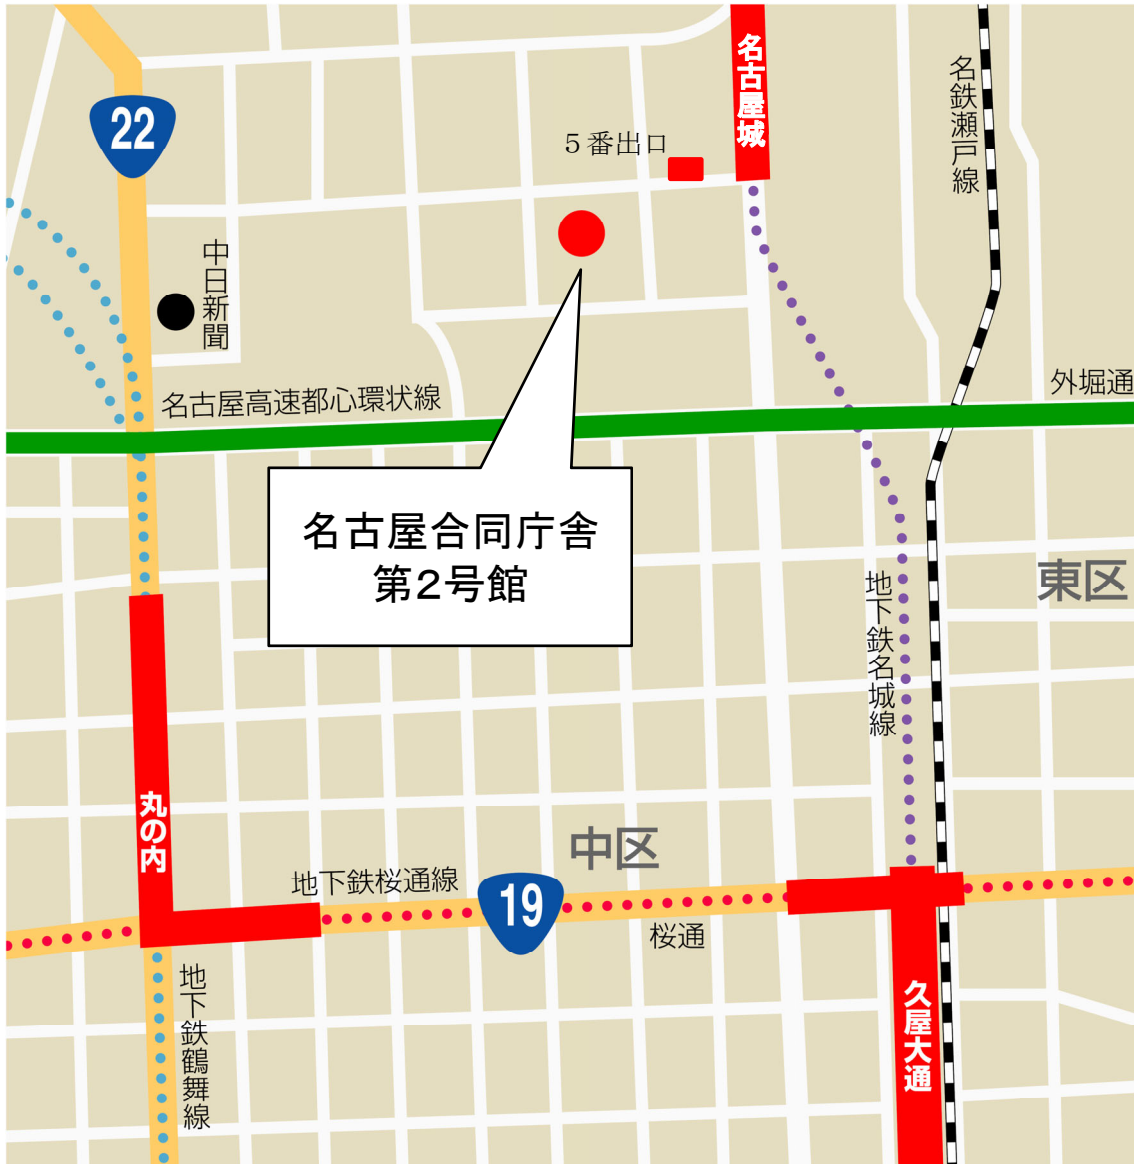 名古屋城
名鉄瀬戸線
22
５番出口
中日新聞
名古屋高速都心環状線
外堀通
名古屋合同庁舎
第2号館
東区
地下鉄名城線
丸の内
中区
地下鉄桜通線
19
桜通
地下鉄鶴舞線
久屋大通